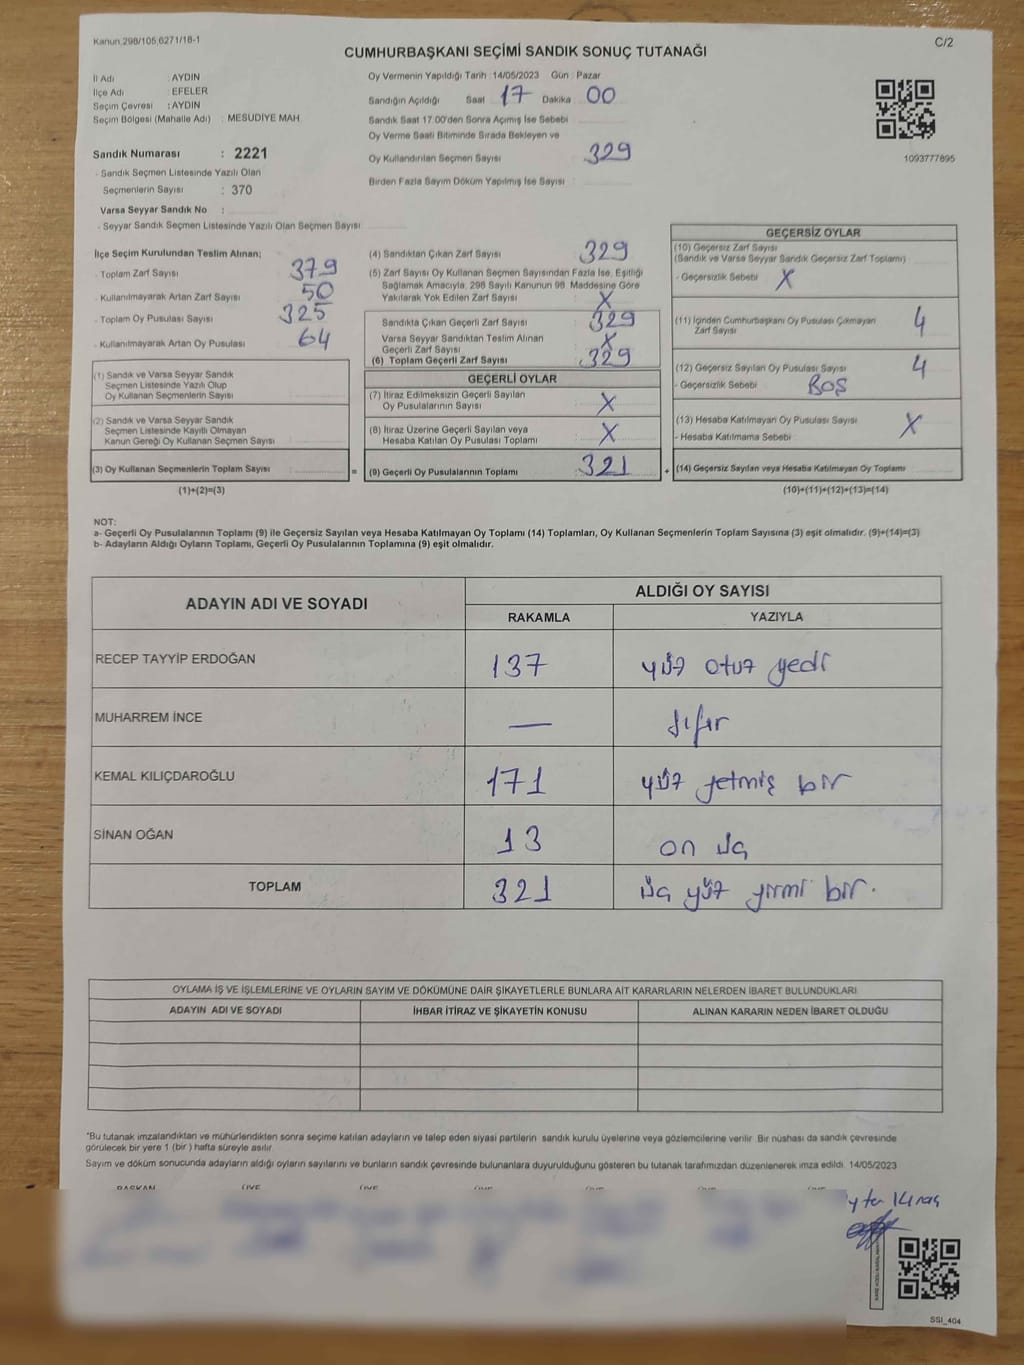 Kanun,298/105,6271/18-1
C/2
CUMHURBAŞKANI SEÇİMİ SANDIK SONUÇ TUTANAĞI
İl Adı : AYDIN
İlçe Adı : EFELER
Seçim Çevresi : AYDIN
Seçim Bölgesi (Mahalle Adı) : MESUDİYE MAH.
Sandık Numarası : 2221
- Sandık Seçmen Listesinde Yazılı Olan
Seçmenlerin Sayısı : 370
Varsa Seyyar Sandık No :
- Seyyar Sandık Seçmen Listesinde Yazılı Olan Seçmen Sayısı
Oy Vermenin Yapıldığı Tarih : 14/05/2023 Gün : Pazar
Sandığın Açıldığı Saat 17 Dakika 00
Sandık Saat 17:00'den Sonra Açımış İse Sebebi
Oy Verme Saati Bitiminde Sırada Bekleyen ve
Oy Kullandırılan Seçmen Sayısı 329
Birden Fazla Sayım Döküm Yapılmış İse Sayısı :
1093777895
İlçe Seçim Kurulundan Teslim Alınan;
- Toplam Zarf Sayısı 379
- Kullanılmayarak Artan Zarf Sayısı 50
- Toplam Oy Pusulası Sayısı 325
- Kullanılmayarak Artan Oy Pusulası 64
(1) Sandık ve Varsa Seyyar Sandık
Seçmen Listesinde Yazılı Olup
Oy Kullanan Seçmenlerin Sayısı
(2) Sandık ve Varsa Seyyar Sandık
Seçmen Listesinde Kayıtlı Olmayan
Kanun Gereği Oy Kullanan Seçmen Sayısı
(3) Oy Kullanan Seçmenlerin Toplam Sayısı :
(1)+(2)=(3)
(4) Sandıktan Çıkan Zarf Sayısı 329
(5) Zarf Sayısı Oy Kullanan Seçmen Sayısından Fazla İse, Eşitliği
Sağlamak Amacıyla, 298 Sayılı Kanunun 98. Maddesine Göre
Yakılarak Yok Edilen Zarf Sayısı X
Sandıkta Çıkan Geçerli Zarf Sayısı : 329
Varsa Seyyar Sandıktan Teslim Alınan
Geçerli Zarf Sayısı : X
(6) Toplam Geçerli Zarf Sayısı 329
GEÇERLİ OYLAR
(7) İtiraz Edilmeksizin Geçerli Sayılan
Oy Pusulalarının Sayısı X
(8) İtiraz Üzerine Geçerli Sayılan veya
Hesaba Katılan Oy Pusulası Toplamı X
= (9) Geçerli Oy Pusulalarının Toplamı 321 +
GEÇERSİZ OYLAR
(10) Geçersiz Zarf Sayısı
(Sandık ve Varsa Seyyar Sandık Geçersiz Zarf Toplamı)
- Geçersizlik Sebebi X
(11) İçinden Cumhurbaşkanı Oy Pusulası Çıkmayan
Zarf Sayısı 4
(12) Geçersiz Sayılan Oy Pusulası Sayısı 4
- Geçersizlik Sebebi : BOŞ
(13) Hesaba Katılmayan Oy Pusulası Sayısı X
- Hesaba Katılmama Sebebi
(14) Geçersiz Sayılan veya Hesaba Katılmayan Oy Toplamı
(10)+(11)+(12)+(13)=(14)
NOT:
a- Geçerli Oy Pusulalarının Toplamı (9) ile Geçersiz Sayılan veya Hesaba Katılmayan Oy Toplamı (14) Toplamları, Oy Kullanan Seçmenlerin Toplam Sayısına (3) eşit olmalıdır. (9)+(14)=(3)
b- Adayların Aldığı Oyların Toplamı, Geçerli Oy Pusulalarının Toplamına (9) eşit olmalıdır.
ADAYIN ADI VE SOYADI
ALDIĞI OY SAYISI
RAKAMLA YAZIYLA
RECEP TAYYİP ERDOĞAN 137 yüz otuz yedi
MUHARREM İNCE — sıfır
KEMAL KILIÇDAROĞLU 171 yüz yetmiş bir
SİNAN OĞAN 13 on üç
TOPLAM 321 üç yüz yirmi bir.
OYLAMA İŞ VE İŞLEMLERİNE VE OYLARIN SAYIM VE DÖKÜMÜNE DAİR ŞİKAYETLERLE BUNLARA AİT KARARLARIN NELERDEN İBARET BULUNDUKLARI
ADAYIN ADI VE SOYADI İHBAR İTİRAZ VE ŞİKAYETİN KONUSU ALINAN KARARIN NEDEN İBARET OLDUĞU
*Bu tutanak imzalandıktan ve mühürlendikten sonra seçime katılan adayların ve talep eden siyasi partilerin sandık kurulu üyelerine veya gözlemcilerine verilir. Bir nüshası da sandık çevresinde
görülecek bir yere 1 (bir) hafta süreyle asılır.
Sayım ve döküm sonucunda adayların aldığı oyların sayılarını ve bunların sandık çevresinde bulunanlara duyurulduğunu gösteren bu tutanak tarafımızdan düzenlenerek imza edildi. 14/05/2023
BAŞKAN ÜYE ÜYE ÜYE ÜYE ÜYE ÜYE
SSI_404